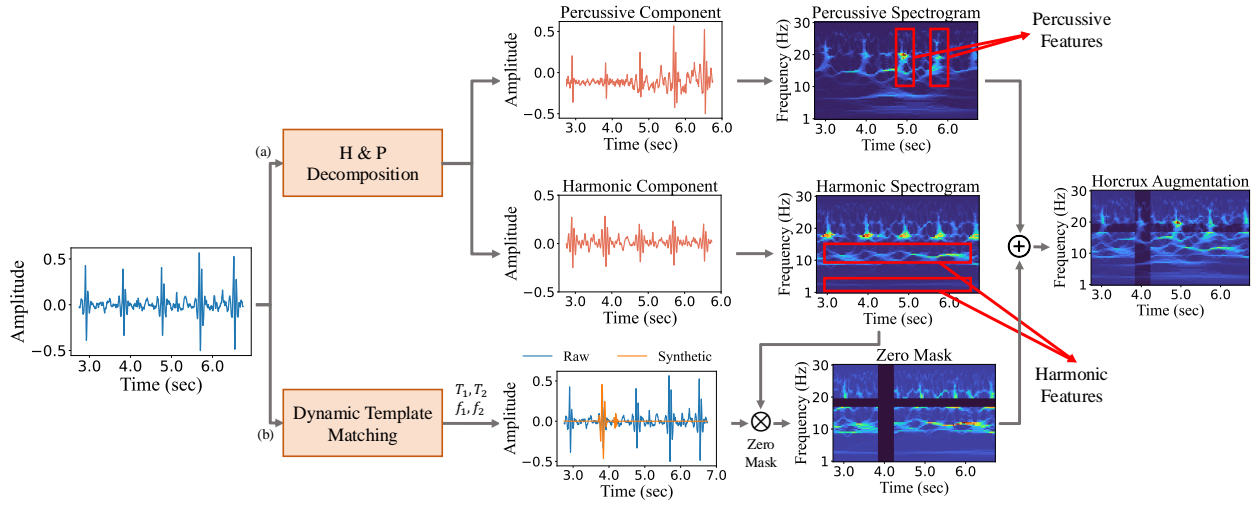 Percussive Component
Amplitude
0.5
0.0
−0.5
3.0 4.0 5.0 6.0 6.0
Time (sec)
Percussive Spectrogram
Frequency (Hz)
30
20
10
1
3.0 4.0 5.0 6.0
Time (sec)
Percussive
Features
(a)
H & P
Decomposition
Harmonic Component
Amplitude
0.5
0.0
−0.5
3.0 4.0 5.0 6.0 6.0
Time (sec)
Harmonic Spectrogram
Frequency (Hz)
30
20
10
1
3.0 4.0 5.0 6.0
Time (sec)
Horcrux Augmentation
Frequency (Hz)
30
20
10
1
3.0 4.0 5.0 6.0
Time (sec)
Amplitude
0.5
0.0
−0.5
3.0 4.0 5.0 6.0
Time (sec)
(b)
Dynamic Template
Matching
T₁, T₂
f₁, f₂
Raw Synthetic
Amplitude
0.5
0.0
−0.5
3.0 4.0 5.0 6.0 7.0
Time (sec)
Zero
Mask
Zero Mask
Frequency (Hz)
30
20
10
1
3.0 4.0 5.0 6.0
Time (sec)
Harmonic
Features